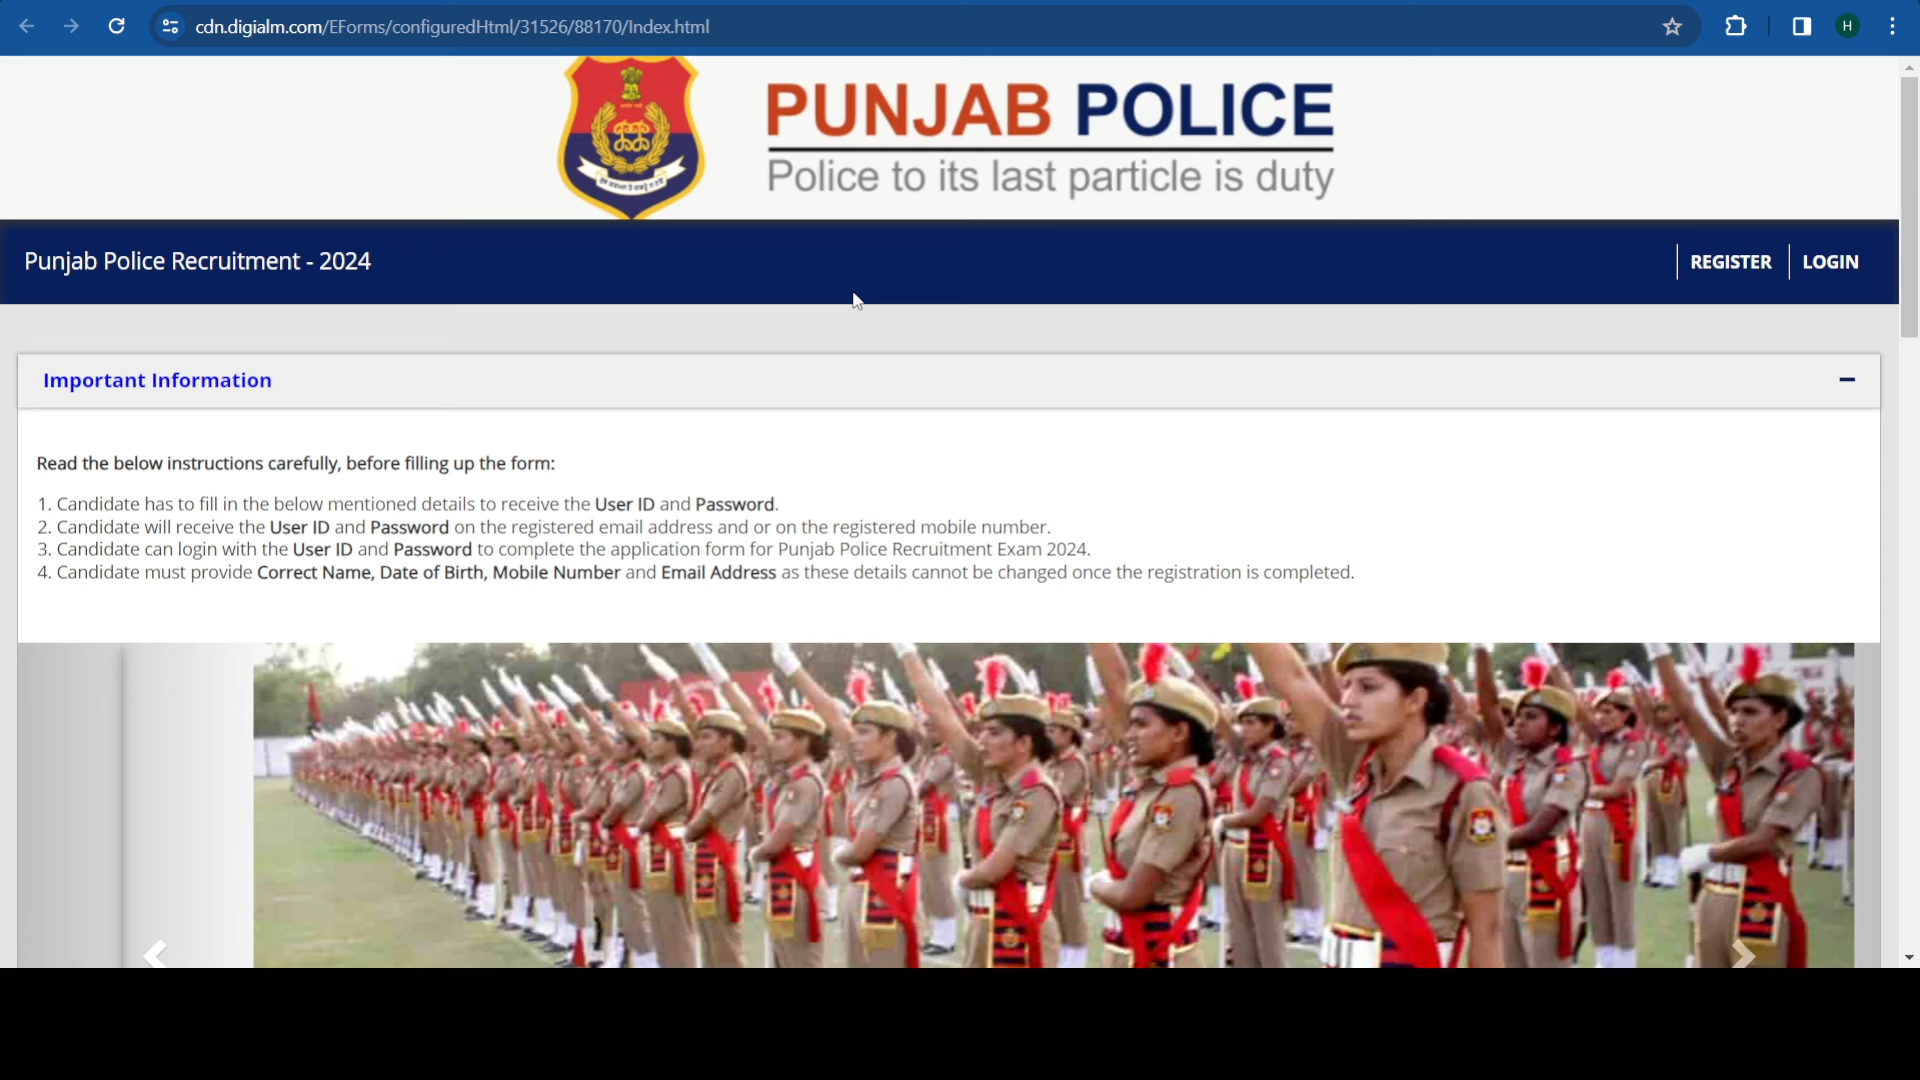 cdn.digialm.com/EForms/configuredHtml/31526/88170/Index.html
H
PUNJAB POLICE
Police to its last particle is duty
Punjab Police Recruitment - 2024
REGISTER
LOGIN
Important Information
Read the below instructions carefully, before filling up the form:
1. Candidate has to fill in the below mentioned details to receive the User ID and Password.
2. Candidate will receive the User ID and Password on the registered email address and or on the registered mobile number.
3. Candidate can login with the User ID and Password to complete the application form for Punjab Police Recruitment Exam 2024.
4. Candidate must provide Correct Name, Date of Birth, Mobile Number and Email Address as these details cannot be changed once the registration is completed.